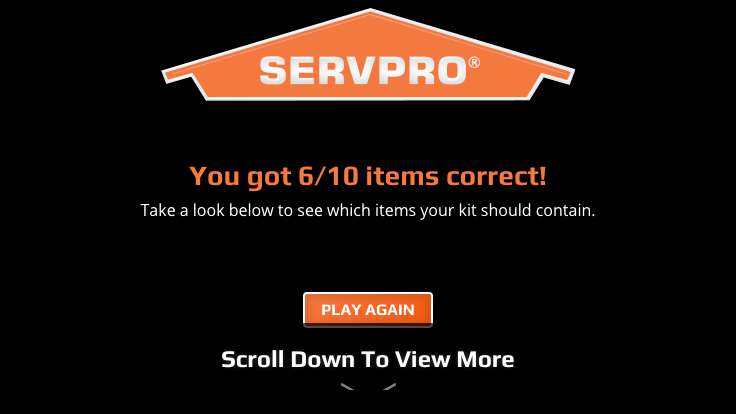 SERVPRO®
You got 6/10 items correct!
Take a look below to see which items your kit should contain.
PLAY AGAIN
Scroll Down To View More